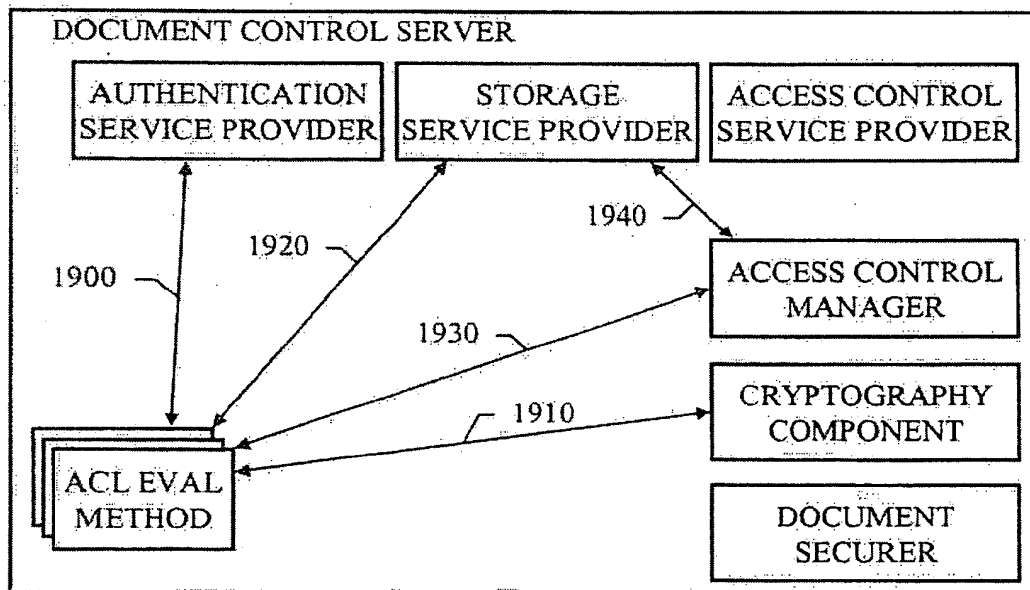 DOCUMENT CONTROL SERVER
AUTHENTICATION
SERVICE PROVIDER
STORAGE
SERVICE PROVIDER
ACCESS CONTROL
SERVICE PROVIDER
1940
1920
1900
ACCESS CONTROL
MANAGER
1930
CRYPTOGRAPHY
COMPONENT
1910
ACL EVAL
METHOD
DOCUMENT
SECURER